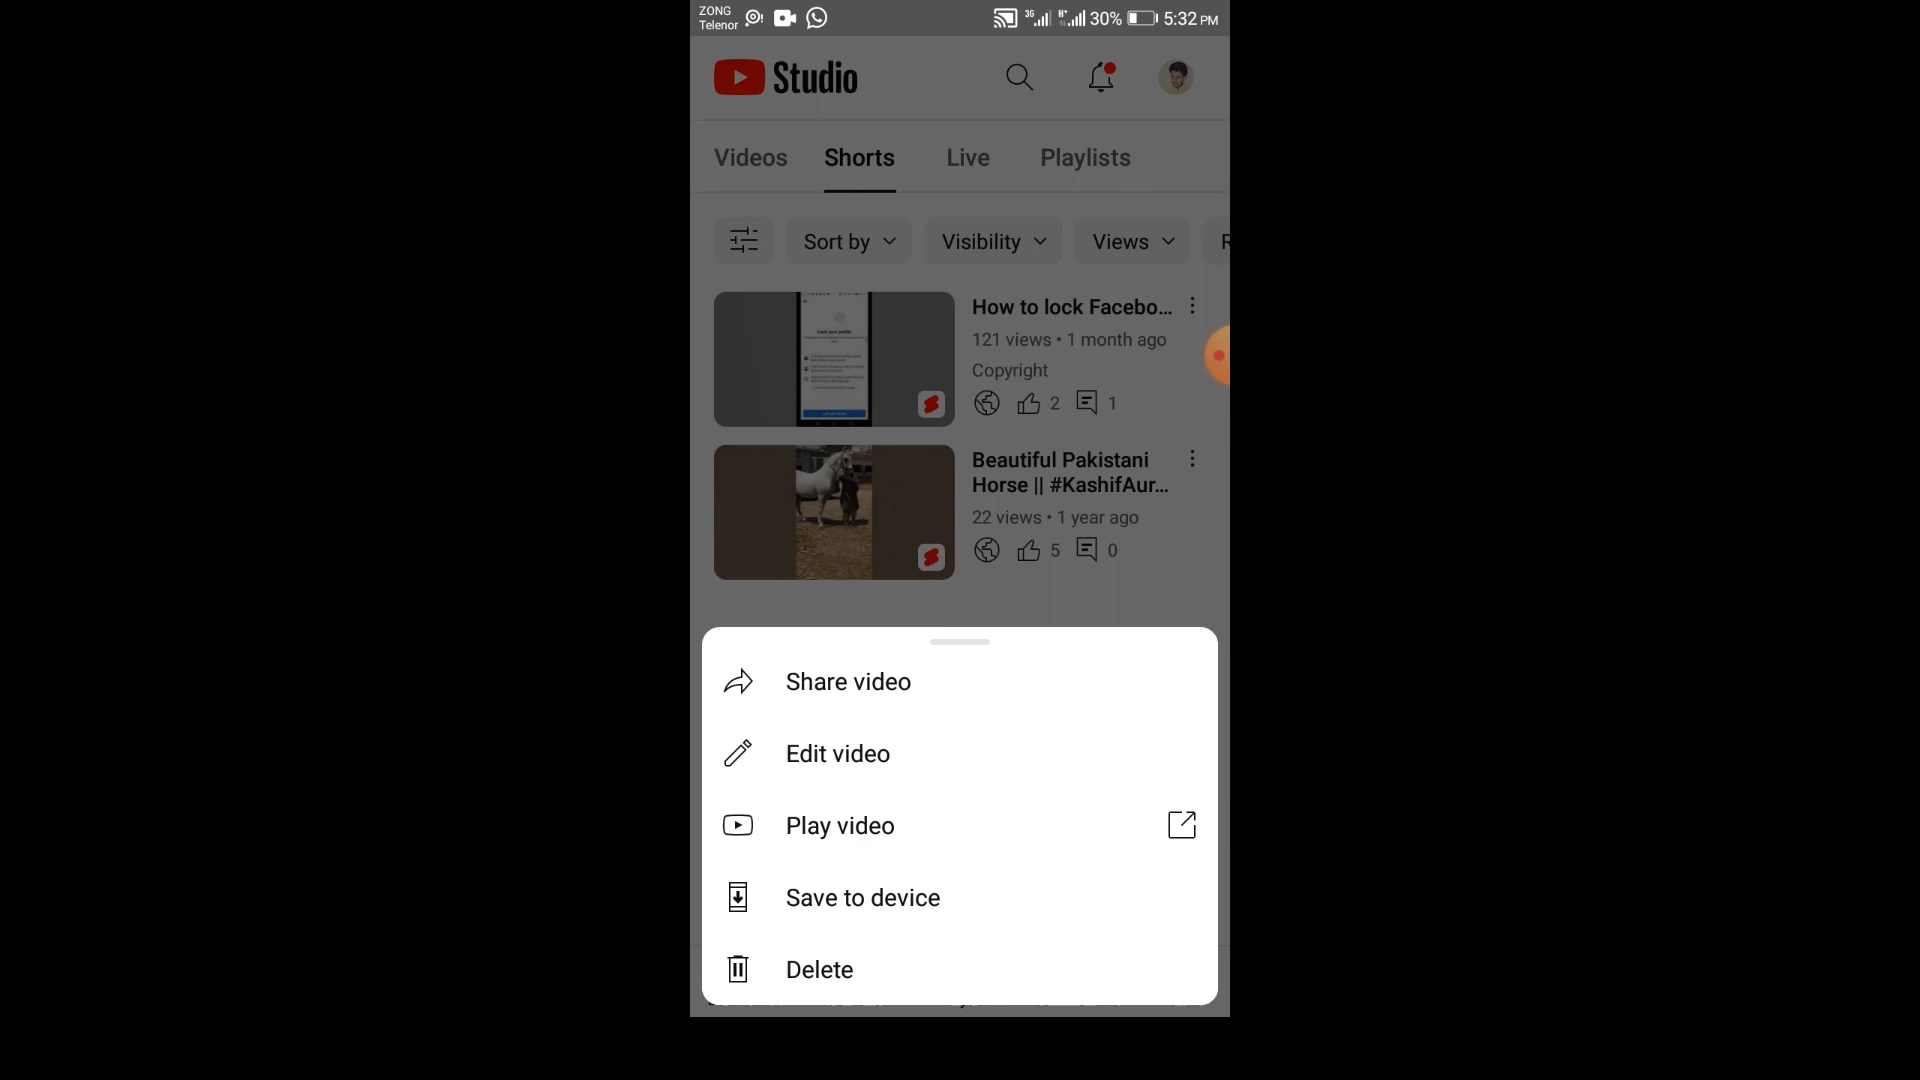 ZONG
Telenor
3G
H+
30%
5:32 PM
Studio
Videos
Shorts
Live
Playlists
Sort by
Visibility
Views
R
How to lock Facebo...
121 views • 1 month ago
Copyright
2
1
Beautiful Pakistani
Horse || #KashifAur...
22 views • 1 year ago
5
0
Share video
Edit video
Play video
Save to device
Delete